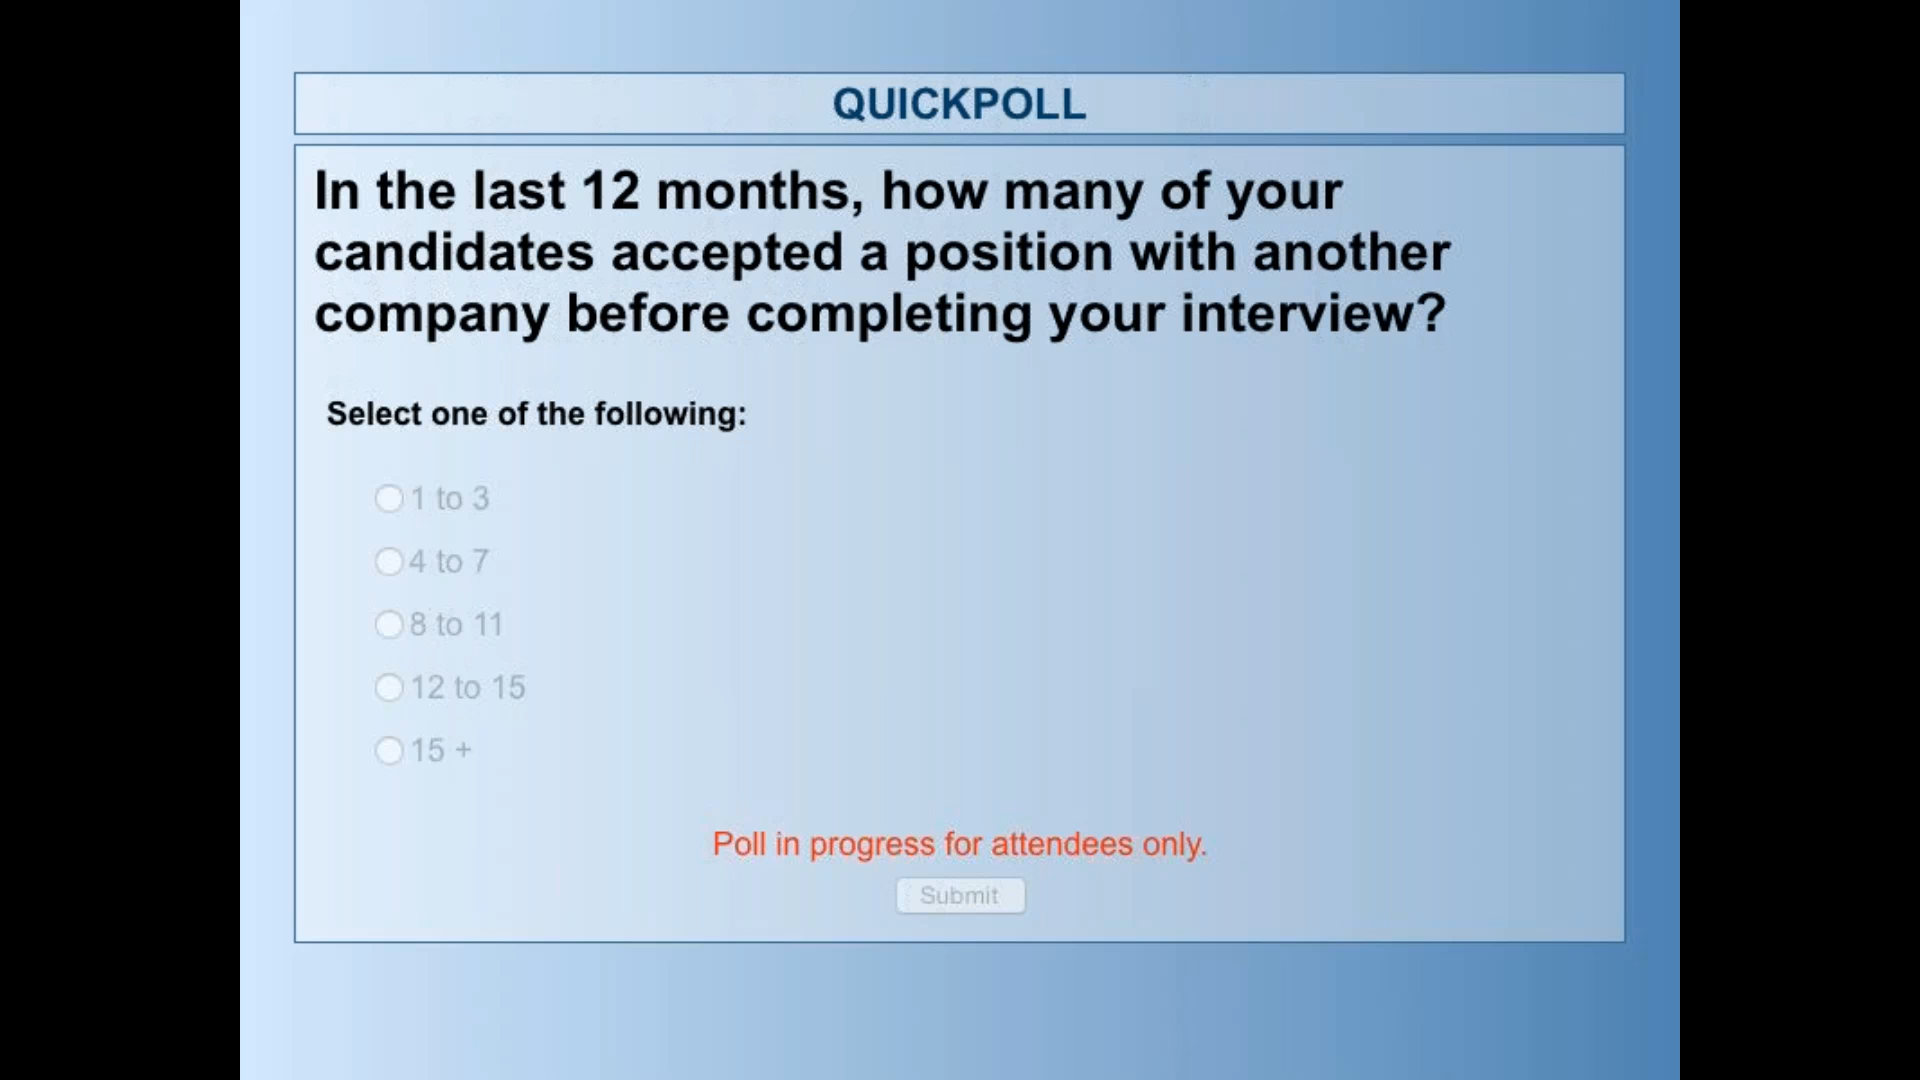 QUICKPOLL
In the last 12 months, how many of your
candidates accepted a position with another
company before completing your interview?
Select one of the following:
1 to 3
4 to 7
8 to 11
12 to 15
15 +
Poll in progress for attendees only.
Submit